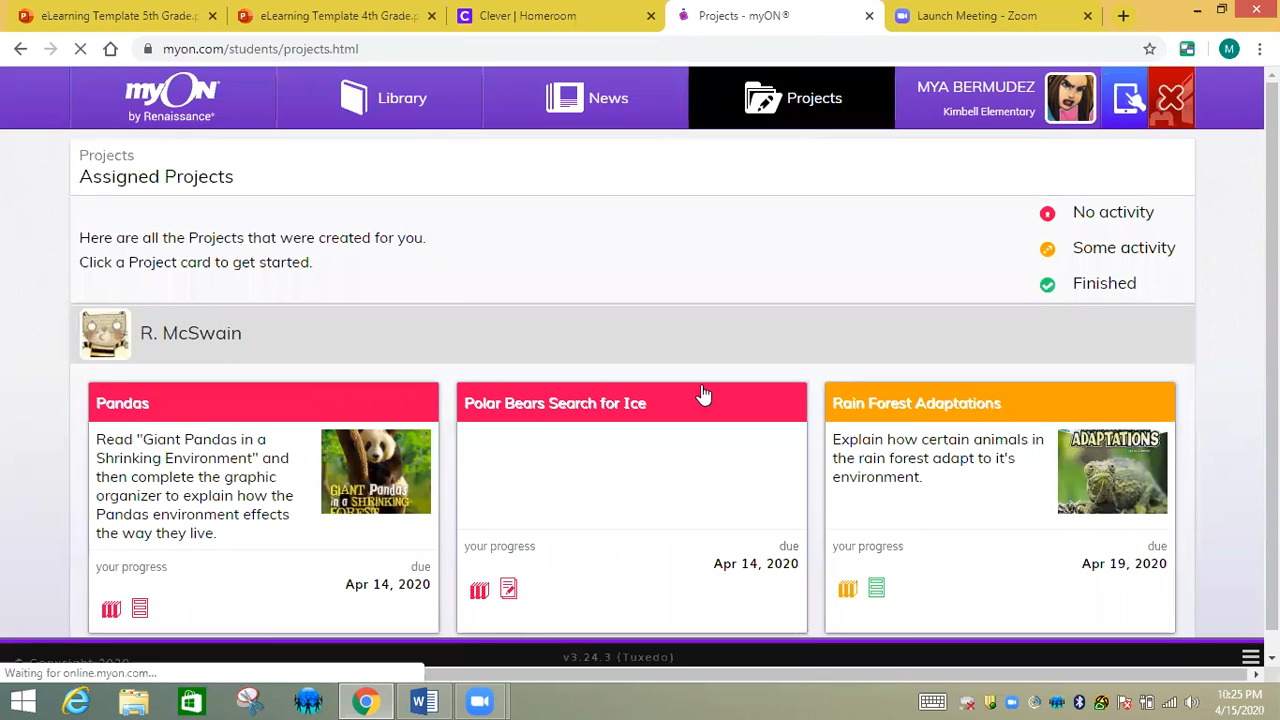 eLearning Template 5th Grade.p
eLearning Template 4th Grade.p
Clever | Homeroom
Projects - myON®
Launch Meeting - Zoom
myon.com/students/projects.html
M
myON
by Renaissance®
Library
News
Projects
MYA BERMUDEZ
Kimbell Elementary
Projects
Assigned Projects
No activity
Here are all the Projects that were created for you.
Some activity
Click a Project card to get started.
Finished
R. McSwain
Pandas
Read "Giant Pandas in a
Shrinking Environment" and
then complete the graphic
organizer to explain how the
Pandas environment effects
the way they live.
GIANT Pandas
in a SHRINKING
FOREST
your progress
due
Apr 14, 2020
Polar Bears Search for Ice
your progress
due
Apr 14, 2020
Rain Forest Adaptations
Explain how certain animals in
the rain forest adapt to it's
environment.
ADAPTATIONS
your progress
due
Apr 19, 2020
v3.24.3 (Tuxedo)
Waiting for online.myon.com...
10:25 PM
4/15/2020